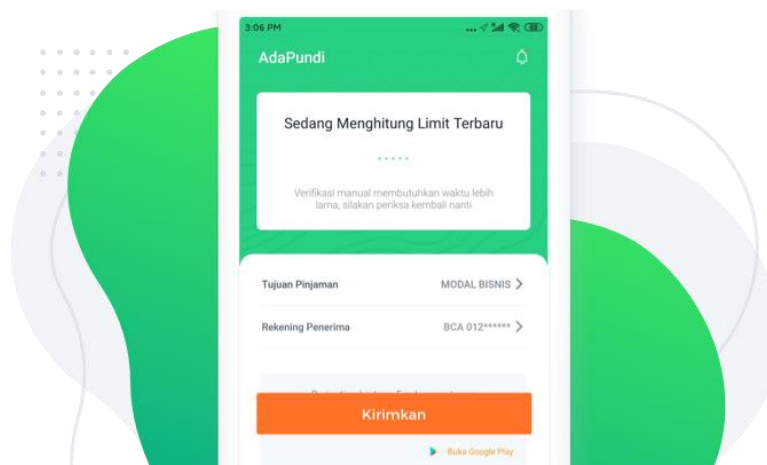 3:06 PM
AdaPundi
Sedang Menghitung Limit Terbaru
Verifikasi manual membutuhkan waktu lebih
lama, silakan periksa kembali nanti
Tujuan Pinjaman MODAL BISNIS
Rekening Penerima BCA 012******
Kirimkan
Buka Google Play